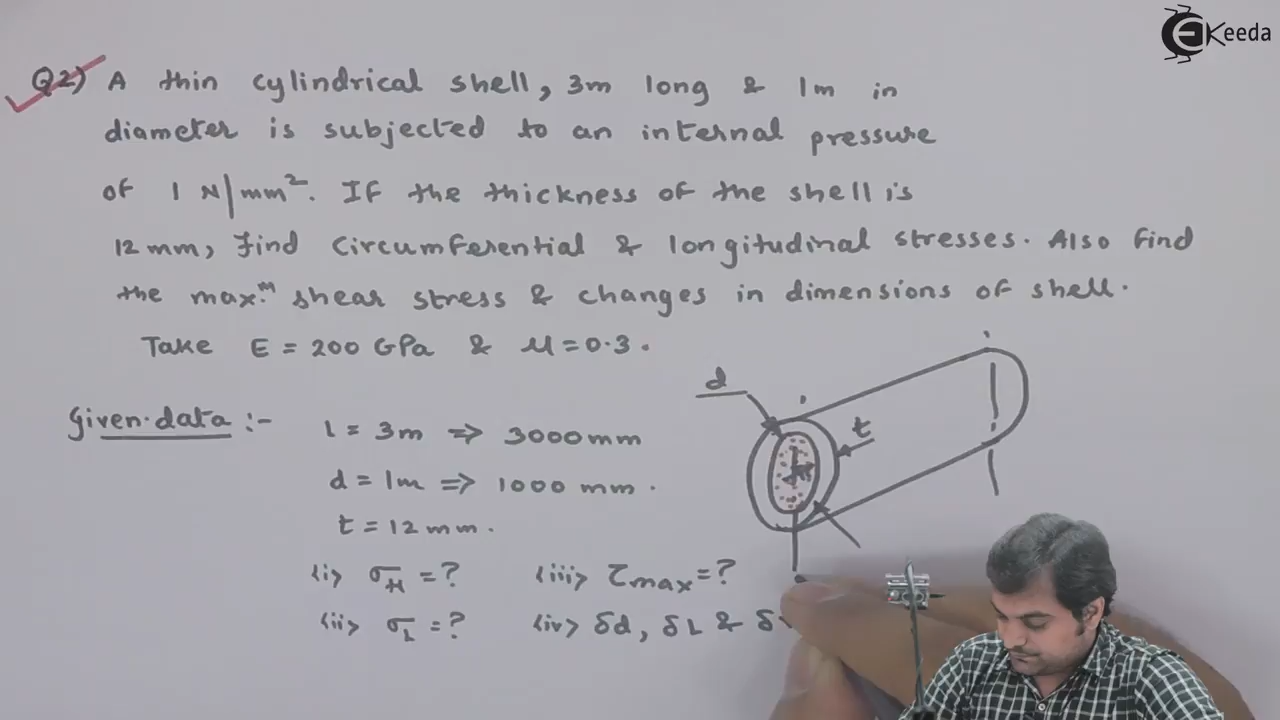 Keeda
Q2) A thin cylindrical shell, 3m long & 1m in
diameter is subjected to an internal pressure
of 1 N/mm². If the thickness of the shell is
12 mm, find circumferential & longitudinal stresses. Also find
the max.ᵐ shear stress & changes in dimensions of shell.
Take E = 200 GPa & μ = 0.3.
d
t
Given data :-
l = 3m => 3000 mm
d = 1m => 1000 mm.
t = 12 mm.
<i> σH = ? <iii> τmax = ?
<ii> σL = ? <iv> δd, δL & δ